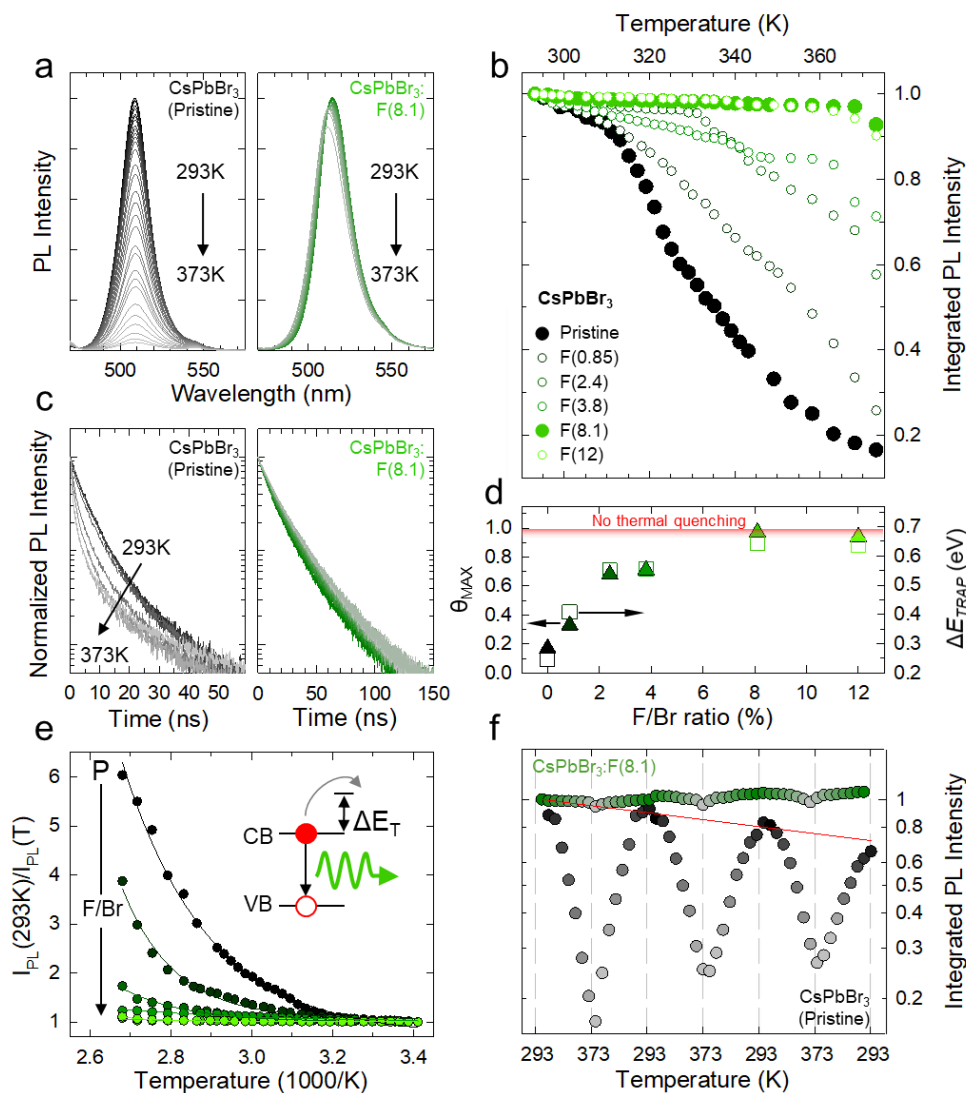 a
CsPbBr3
(Pristine)
293K
373K
CsPbBr3:
F(8.1)
293K
373K
PL Intensity
500
550
500
550
Wavelength (nm)
b
Temperature (K)
300
320
340
360
1.0
0.8
0.6
0.4
0.2
Integrated PL Intensity
CsPbBr3
Pristine
F(0.85)
F(2.4)
F(3.8)
F(8.1)
F(12)
c
CsPbBr3
(Pristine)
293K
373K
CsPbBr3:
F(8.1)
Normalized PL Intensity
0
20
40
0
50
100
150
Time (ns)
Time (ns)
d
No thermal quenching
1.0
0.8
0.6
0.4
0.2
0.0
θMAX
0.7
0.6
0.5
0.4
0.3
0.2
ΔETRAP (eV)
0
2
4
6
8
10
12
F/Br ratio (%)
e
P
F/Br
CB
VB
ΔET
6
5
4
3
2
1
IPL(293K)/IPL(T)
2.6
2.8
3.0
3.2
3.4
Temperature (1000/K)
f
CsPbBr3:F(8.1)
CsPbBr3
(Pristine)
1
0.8
0.6
0.5
0.4
0.3
0.2
Integrated PL Intensity
293
373
293
373
293
373
293
Temperature (K)